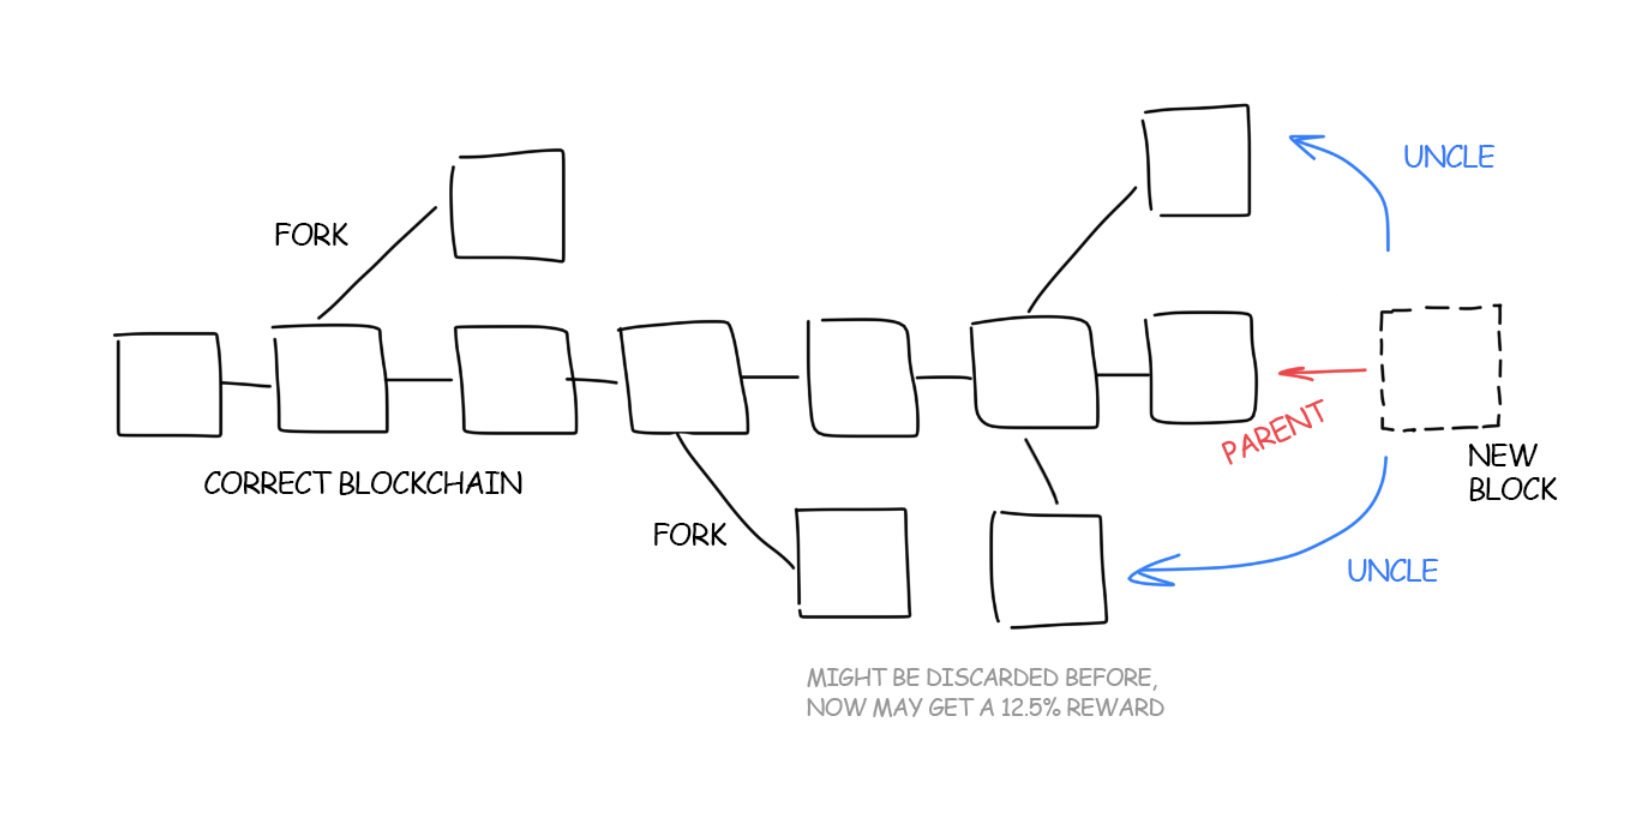 UNCLE
FORK
PARENT
NEW
BLOCK
CORRECT BLOCKCHAIN
FORK
UNCLE
MIGHT BE DISCARDED BEFORE,
NOW MAY GET A 12.5% REWARD